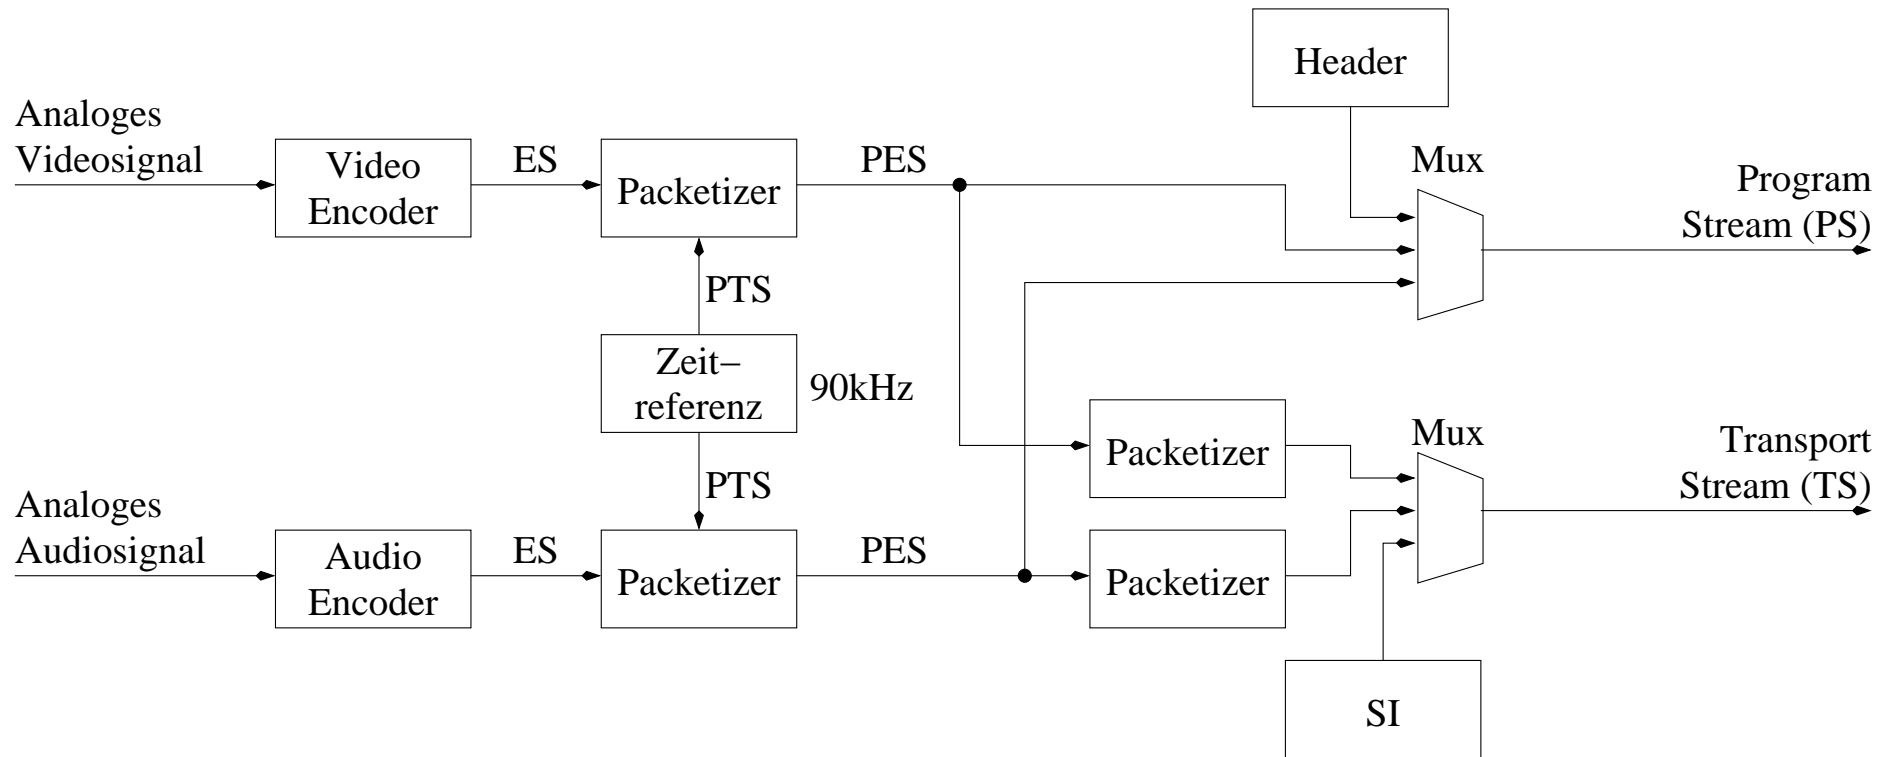 Header
Analoges
Videosignal
Video
Encoder
ES
Packetizer
PES
Mux
Program
Stream (PS)
PTS
Zeit–
referenz
90kHz
PTS
Packetizer
Mux
Transport
Stream (TS)
Analoges
Audiosignal
Audio
Encoder
ES
Packetizer
PES
Packetizer
SI